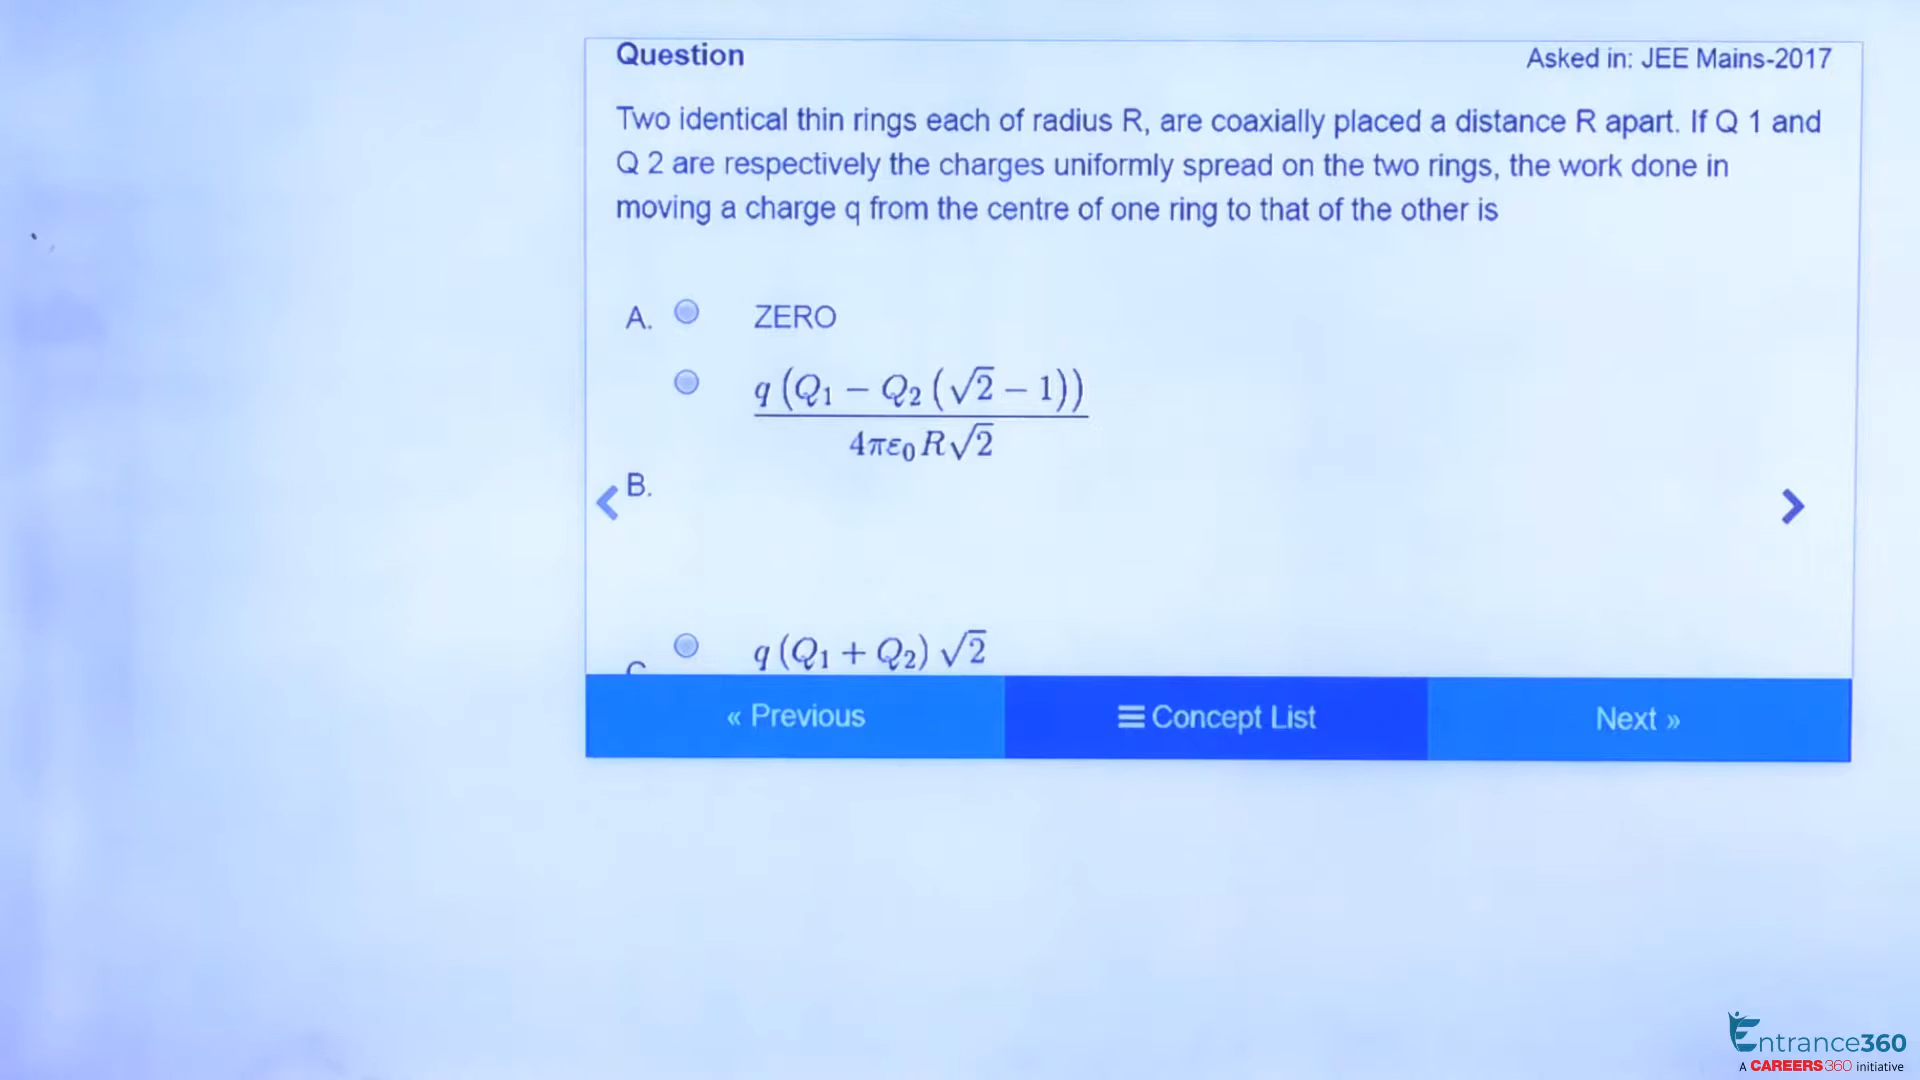 Question
Asked in: JEE Mains-2017
Two identical thin rings each of radius R, are coaxially placed a distance R apart. If Q 1 and
Q 2 are respectively the charges uniformly spread on the two rings, the work done in
moving a charge q from the centre of one ring to that of the other is
A. ZERO
q (Q₁ − Q₂ (√2 − 1))
4πε₀R√2
B.
q (Q₁ + Q₂) √2
« Previous
Concept List
Next »
Entrance360
A CAREERS360 initiative